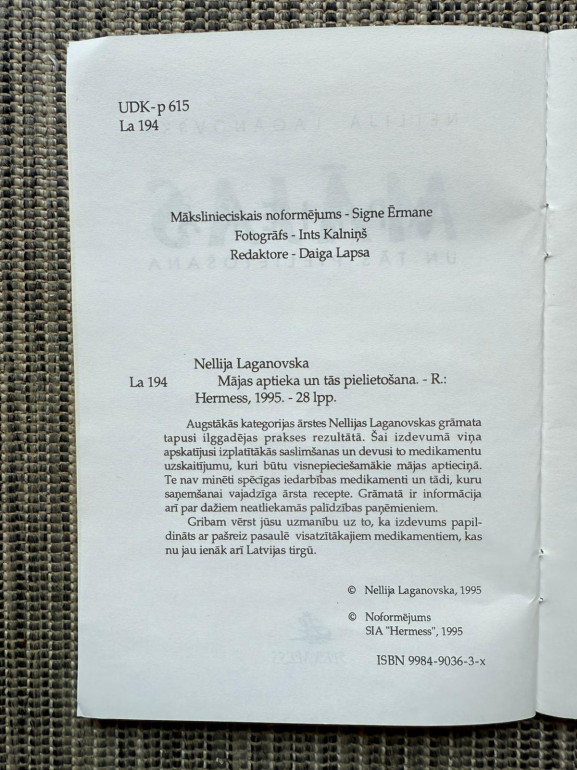 UDK-p 615
La 194
Mākslinieciskais noformējums - Signe Ērmane
Fotogrāfs - Ints Kalniņš
Redaktore - Daiga Lapsa
Nellija Laganovska
La 194 Mājas aptieka un tās pielietošana. - R.:
Hermess, 1995. - 28 lpp.
Augstākās kategorijas ārstes Nellijas Laganovskas grāmata
tapusi ilggadējas prakses rezultātā. Šai izdevumā viņa
apskatījusi izplatītākās saslimšanas un devusi to medikamentu
uzskaitījumu, kuri būtu visnepieciešamākie mājas aptieciņā.
Te nav minēti spēcīgas iedarbības medikamenti un tādi, kuru
saņemšanai vajadzīga ārsta recepte. Grāmatā ir informācija
arī par dažiem neatliekamās palīdzības paņēmieniem.
Gribam vērst jūsu uzmanību uz to, ka izdevums papil-
dināts ar pašreiz pasaulē visatzītākajiem medikamentiem, kas
nu jau ienāk arī Latvijas tirgū.
© Nellija Laganovska, 1995
© Noformējums
SIA "Hermess", 1995
ISBN 9984-9036-3-x